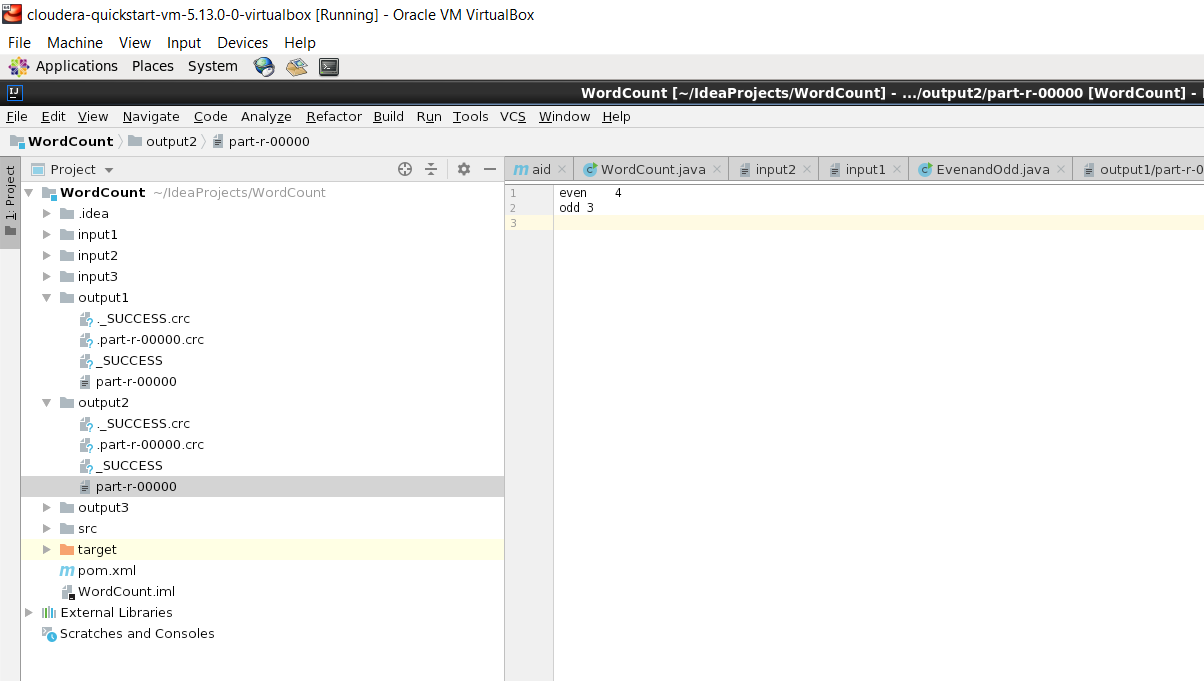 cloudera-quickstart-vm-5.13.0-0-virtualbox [Running] - Oracle VM VirtualBox
File Machine View Input Devices Help
Applications Places System
WordCount [~/IdeaProjects/WordCount] - .../output2/part-r-00000 [WordCount] -
File Edit View Navigate Code Analyze Refactor Build Run Tools VCS Window Help
WordCount output2 part-r-00000
1: Project
Project
aid WordCount.java input2 input1 EvenandOdd.java output1/part-r-0
WordCount ~/IdeaProjects/WordCount
.idea
input1
input2
input3
output1
._SUCCESS.crc
.part-r-00000.crc
_SUCCESS
part-r-00000
output2
._SUCCESS.crc
.part-r-00000.crc
_SUCCESS
part-r-00000
output3
src
target
pom.xml
WordCount.iml
External Libraries
Scratches and Consoles
1 even 4
2 odd 3
3